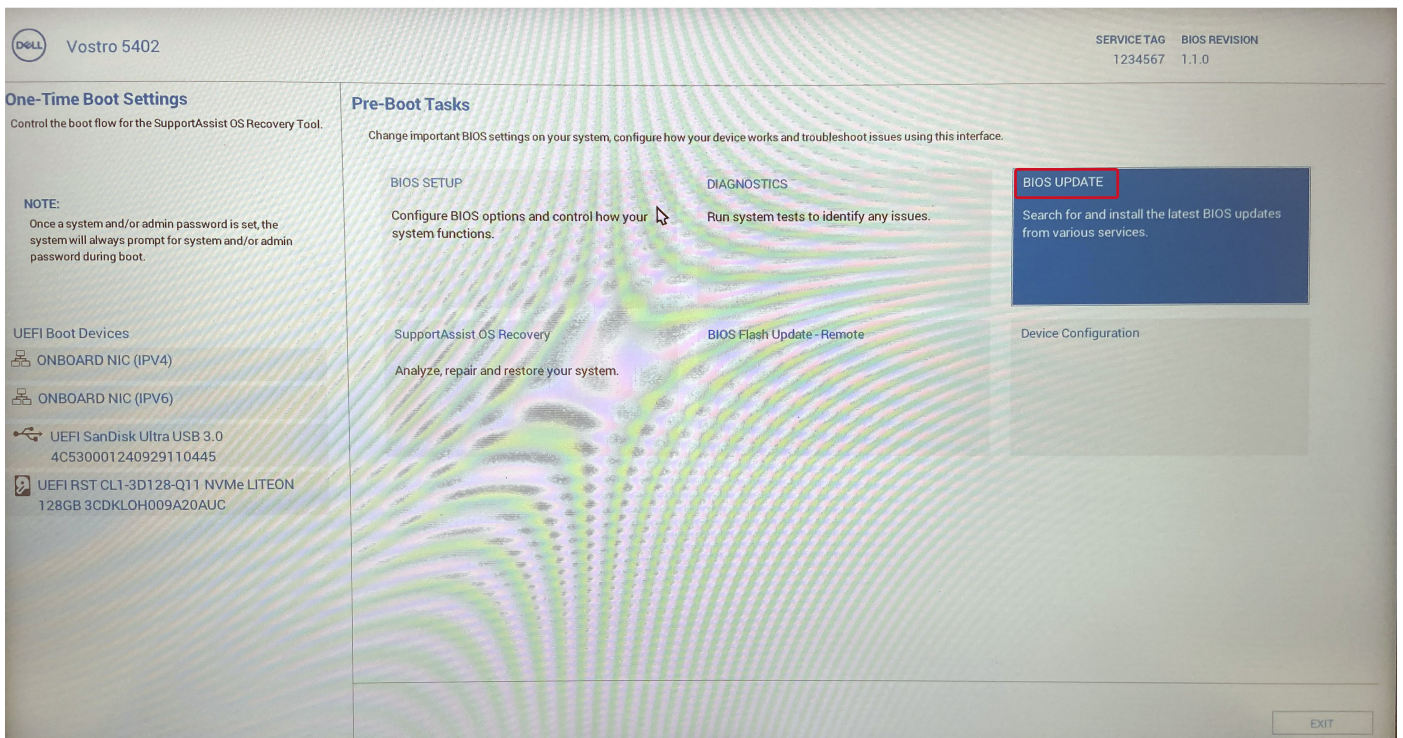 DELL
Vostro 5402
SERVICE TAG BIOS REVISION
1234567 1.1.0
One-Time Boot Settings
Control the boot flow for the SupportAssist OS Recovery Tool.
NOTE:
Once a system and/or admin password is set, the
system will always prompt for system and/or admin
password during boot.
UEFI Boot Devices
ONBOARD NIC (IPV4)
ONBOARD NIC (IPV6)
UEFI SanDisk Ultra USB 3.0
4C530001240929110445
UEFI RST CL1-3D128-Q11 NVMe LITEON
128GB 3CDKLOH009A20AUC
Pre-Boot Tasks
Change important BIOS settings on your system, configure how your device works and troubleshoot issues using this interface.
BIOS SETUP
Configure BIOS options and control how your
system functions.
DIAGNOSTICS
Run system tests to identify any issues.
BIOS UPDATE
Search for and install the latest BIOS updates
from various services.
SupportAssist OS Recovery
Analyze, repair and restore your system.
BIOS Flash Update - Remote
Device Configuration
EXIT